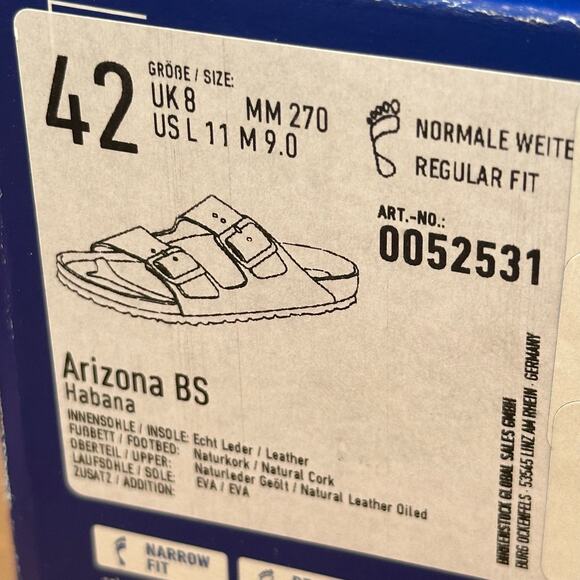 42
GRÖßE / SIZE:
UK 8 MM 270
US L 11 M 9.0
NORMALE WEITE
REGULAR FIT
ART.-NO.:
0052531
Arizona BS
Habana
INNENSOHLE / INSOLE: Echt Leder / Leather
FUßBETT / FOOTBED: Naturkork / Natural Cork
OBERTEIL / UPPER: Naturleder Geölt / Natural Leather Oiled
LAUFSOHLE / SOLE: EVA / EVA
ZUSATZ / ADDITION:
BIRKENSTOCK GLOBAL SALES GMBH
BURG OCKENFELS · 53545 LINZ AM RHEIN · GERMANY
NARROW
FIT